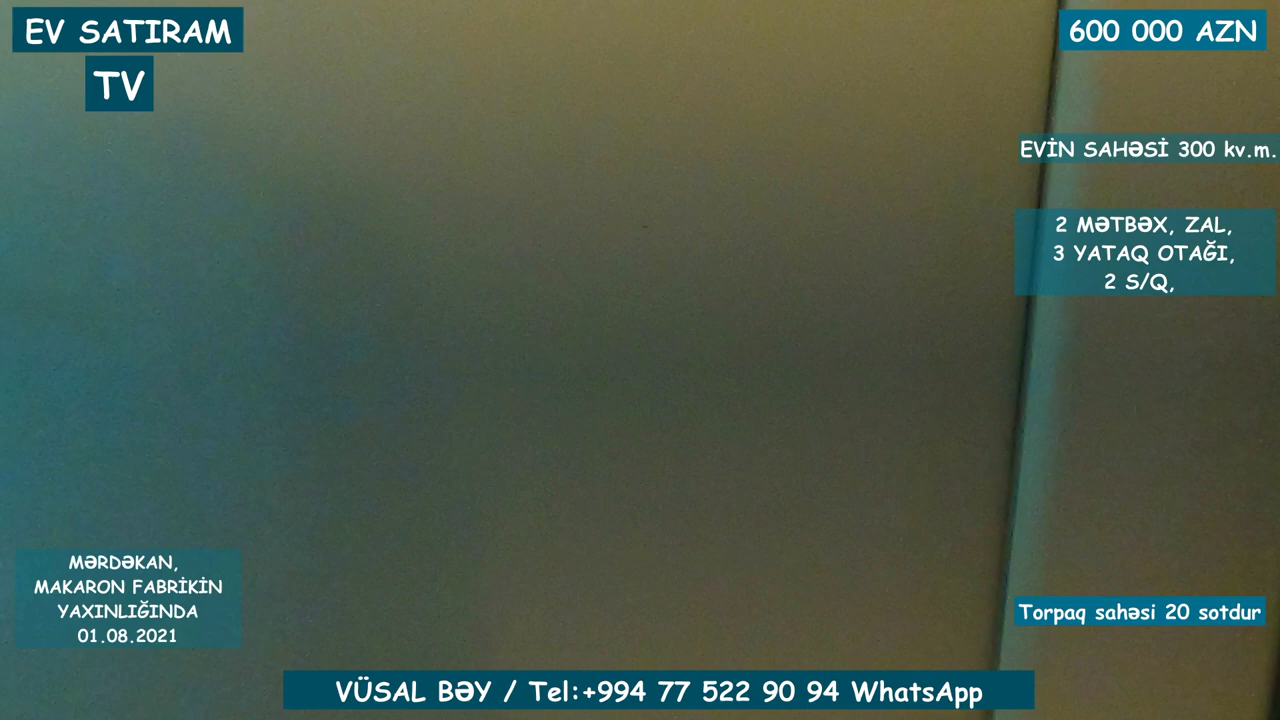 EV SATIRAM
TV
600 000 AZN
EVİN SAHƏSİ 300 kv.m.
2 MƏTBƏX, ZAL,
3 YATAQ OTAĞI,
2 S/Q,
MƏRDƏKAN,
MAKARON FABRİKİN
YAXINLIĞINDA
01.08.2021
Torpaq sahəsi 20 sotdur
VÜSAL BƏY / Tel:+994 77 522 90 94 WhatsApp